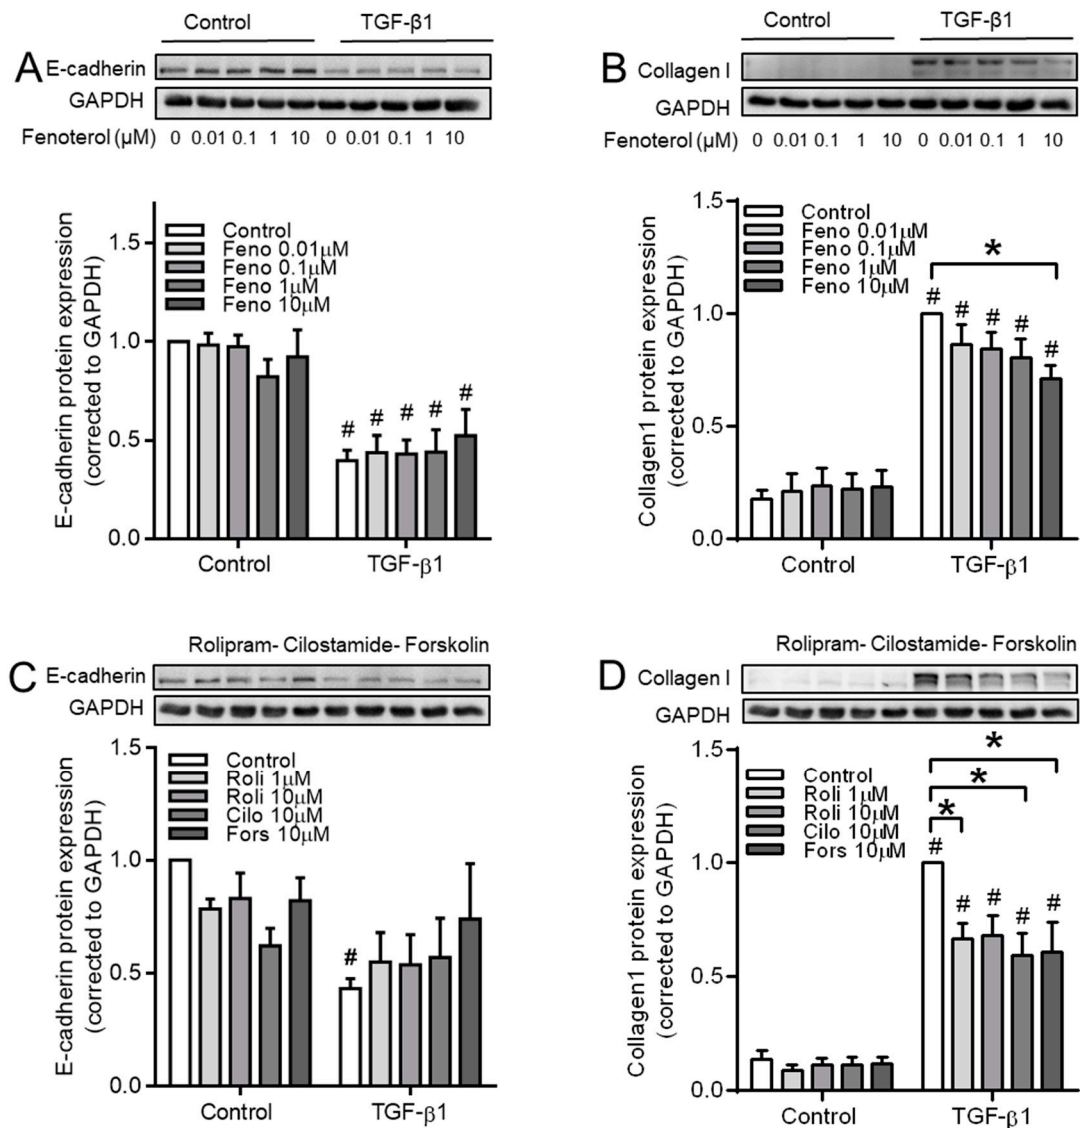 Control TGF-β1
A E-cadherin
GAPDH
Fenoterol (μM) 0 0.01 0.1 1 10 0 0.01 0.1 1 10
E-cadherin protein expression
(corrected to GAPDH)
1.5
1.0
0.5
0.0
Control
Feno 0.01μM
Feno 0.1μM
Feno 1μM
Feno 10μM
# # # # #
Control TGF-β1
Control TGF-β1
B Collagen I
GAPDH
Fenoterol (μM) 0 0.01 0.1 1 10 0 0.01 0.1 1 10
Collagen1 protein expression
(corrected to GAPDH)
1.5
1.0
0.5
0.0
Control
Feno 0.01μM
Feno 0.1μM
Feno 1μM
Feno 10μM
*
# # # # #
Control TGF-β1
Rolipram- Cilostamide- Forskolin
C E-cadherin
GAPDH
E-cadherin protein expression
(corrected to GAPDH)
1.5
1.0
0.5
0.0
Control
Roli 1μM
Roli 10μM
Cilo 10μM
Fors 10μM
#
Control TGF-β1
Rolipram- Cilostamide- Forskolin
D Collagen I
GAPDH
Collagen1 protein expression
(corrected to GAPDH)
1.5
1.0
0.5
0.0
Control
Roli 1μM
Roli 10μM
Cilo 10μM
Fors 10μM
*
*
*
# # # # #
Control TGF-β1